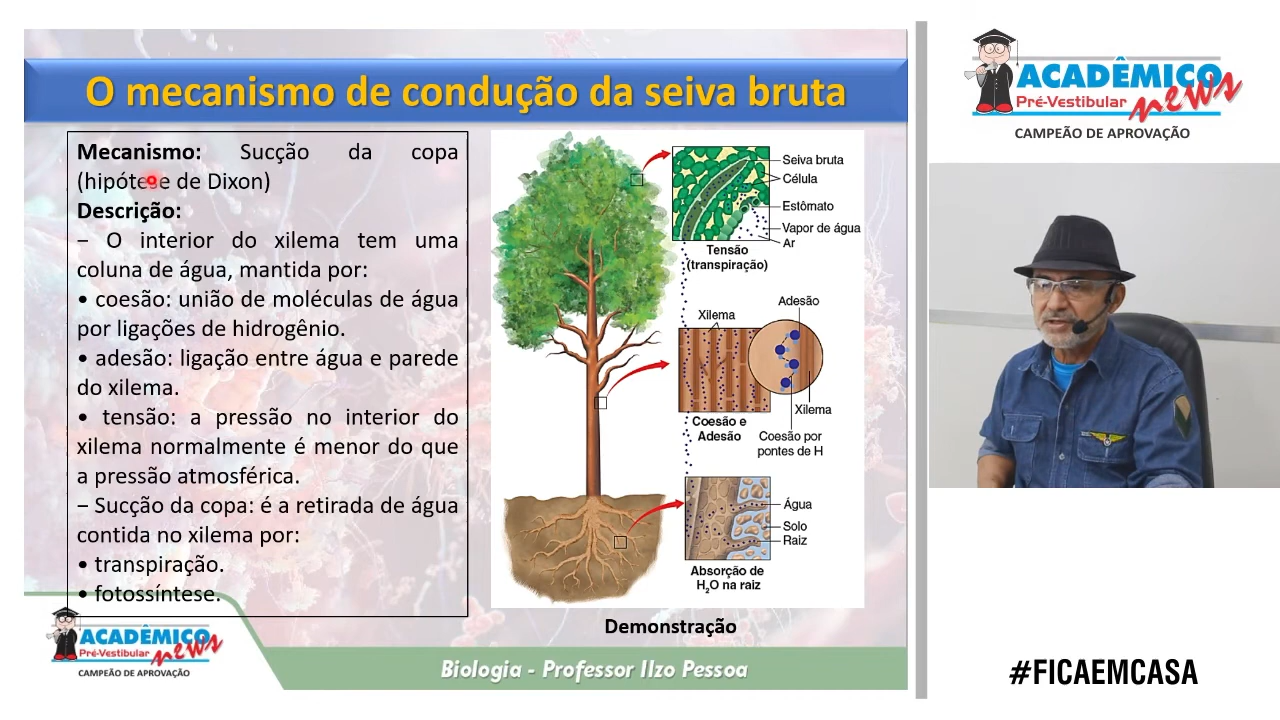 O mecanismo de condução da seiva bruta
Mecanismo: Sucção da copa
(hipótese de Dixon)
Descrição:
− O interior do xilema tem uma
coluna de água, mantida por:
• coesão: união de moléculas de água
por ligações de hidrogênio.
• adesão: ligação entre água e parede
do xilema.
• tensão: a pressão no interior do
xilema normalmente é menor do que
a pressão atmosférica.
− Sucção da copa: é a retirada de água
contida no xilema por:
• transpiração.
• fotossíntese.
Seiva bruta
Célula
Estômato
Vapor de água
Ar
Tensão
(transpiração)
Adesão
Xilema
Xilema
Coesão e
Adesão
Coesão por
pontes de H
Água
Solo
Raiz
Absorção de
H₂O na raiz
Demonstração
ACADÊMICO
Pré-Vestibular news
CAMPEÃO DE APROVAÇÃO
Biologia - Professor Ilzo Pessoa
ACADÊMICO
Pré-Vestibular news
CAMPEÃO DE APROVAÇÃO
#FICAEMCASA